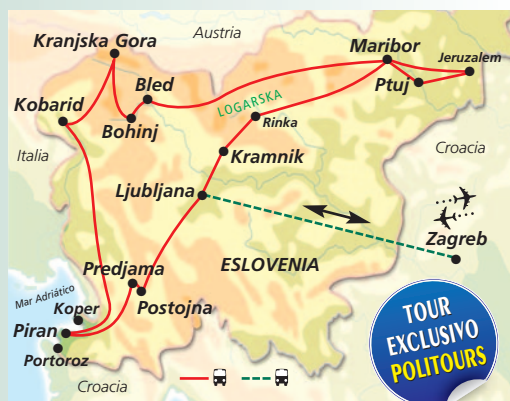 Austria
Kranjska Gora
Maribor
Jeruzalem
Bled
Ptuj
Kobarid
LOGARSKA
Bohinj
Rinka
Italia
Croacia
Kramnik
Ljubljana
Zagreb
Predjama
ESLOVENIA
Mar Adriático
Postojna
Koper
Piran
Portoroz
Croacia
TOUR
EXCLUSIVO
POLITOURS